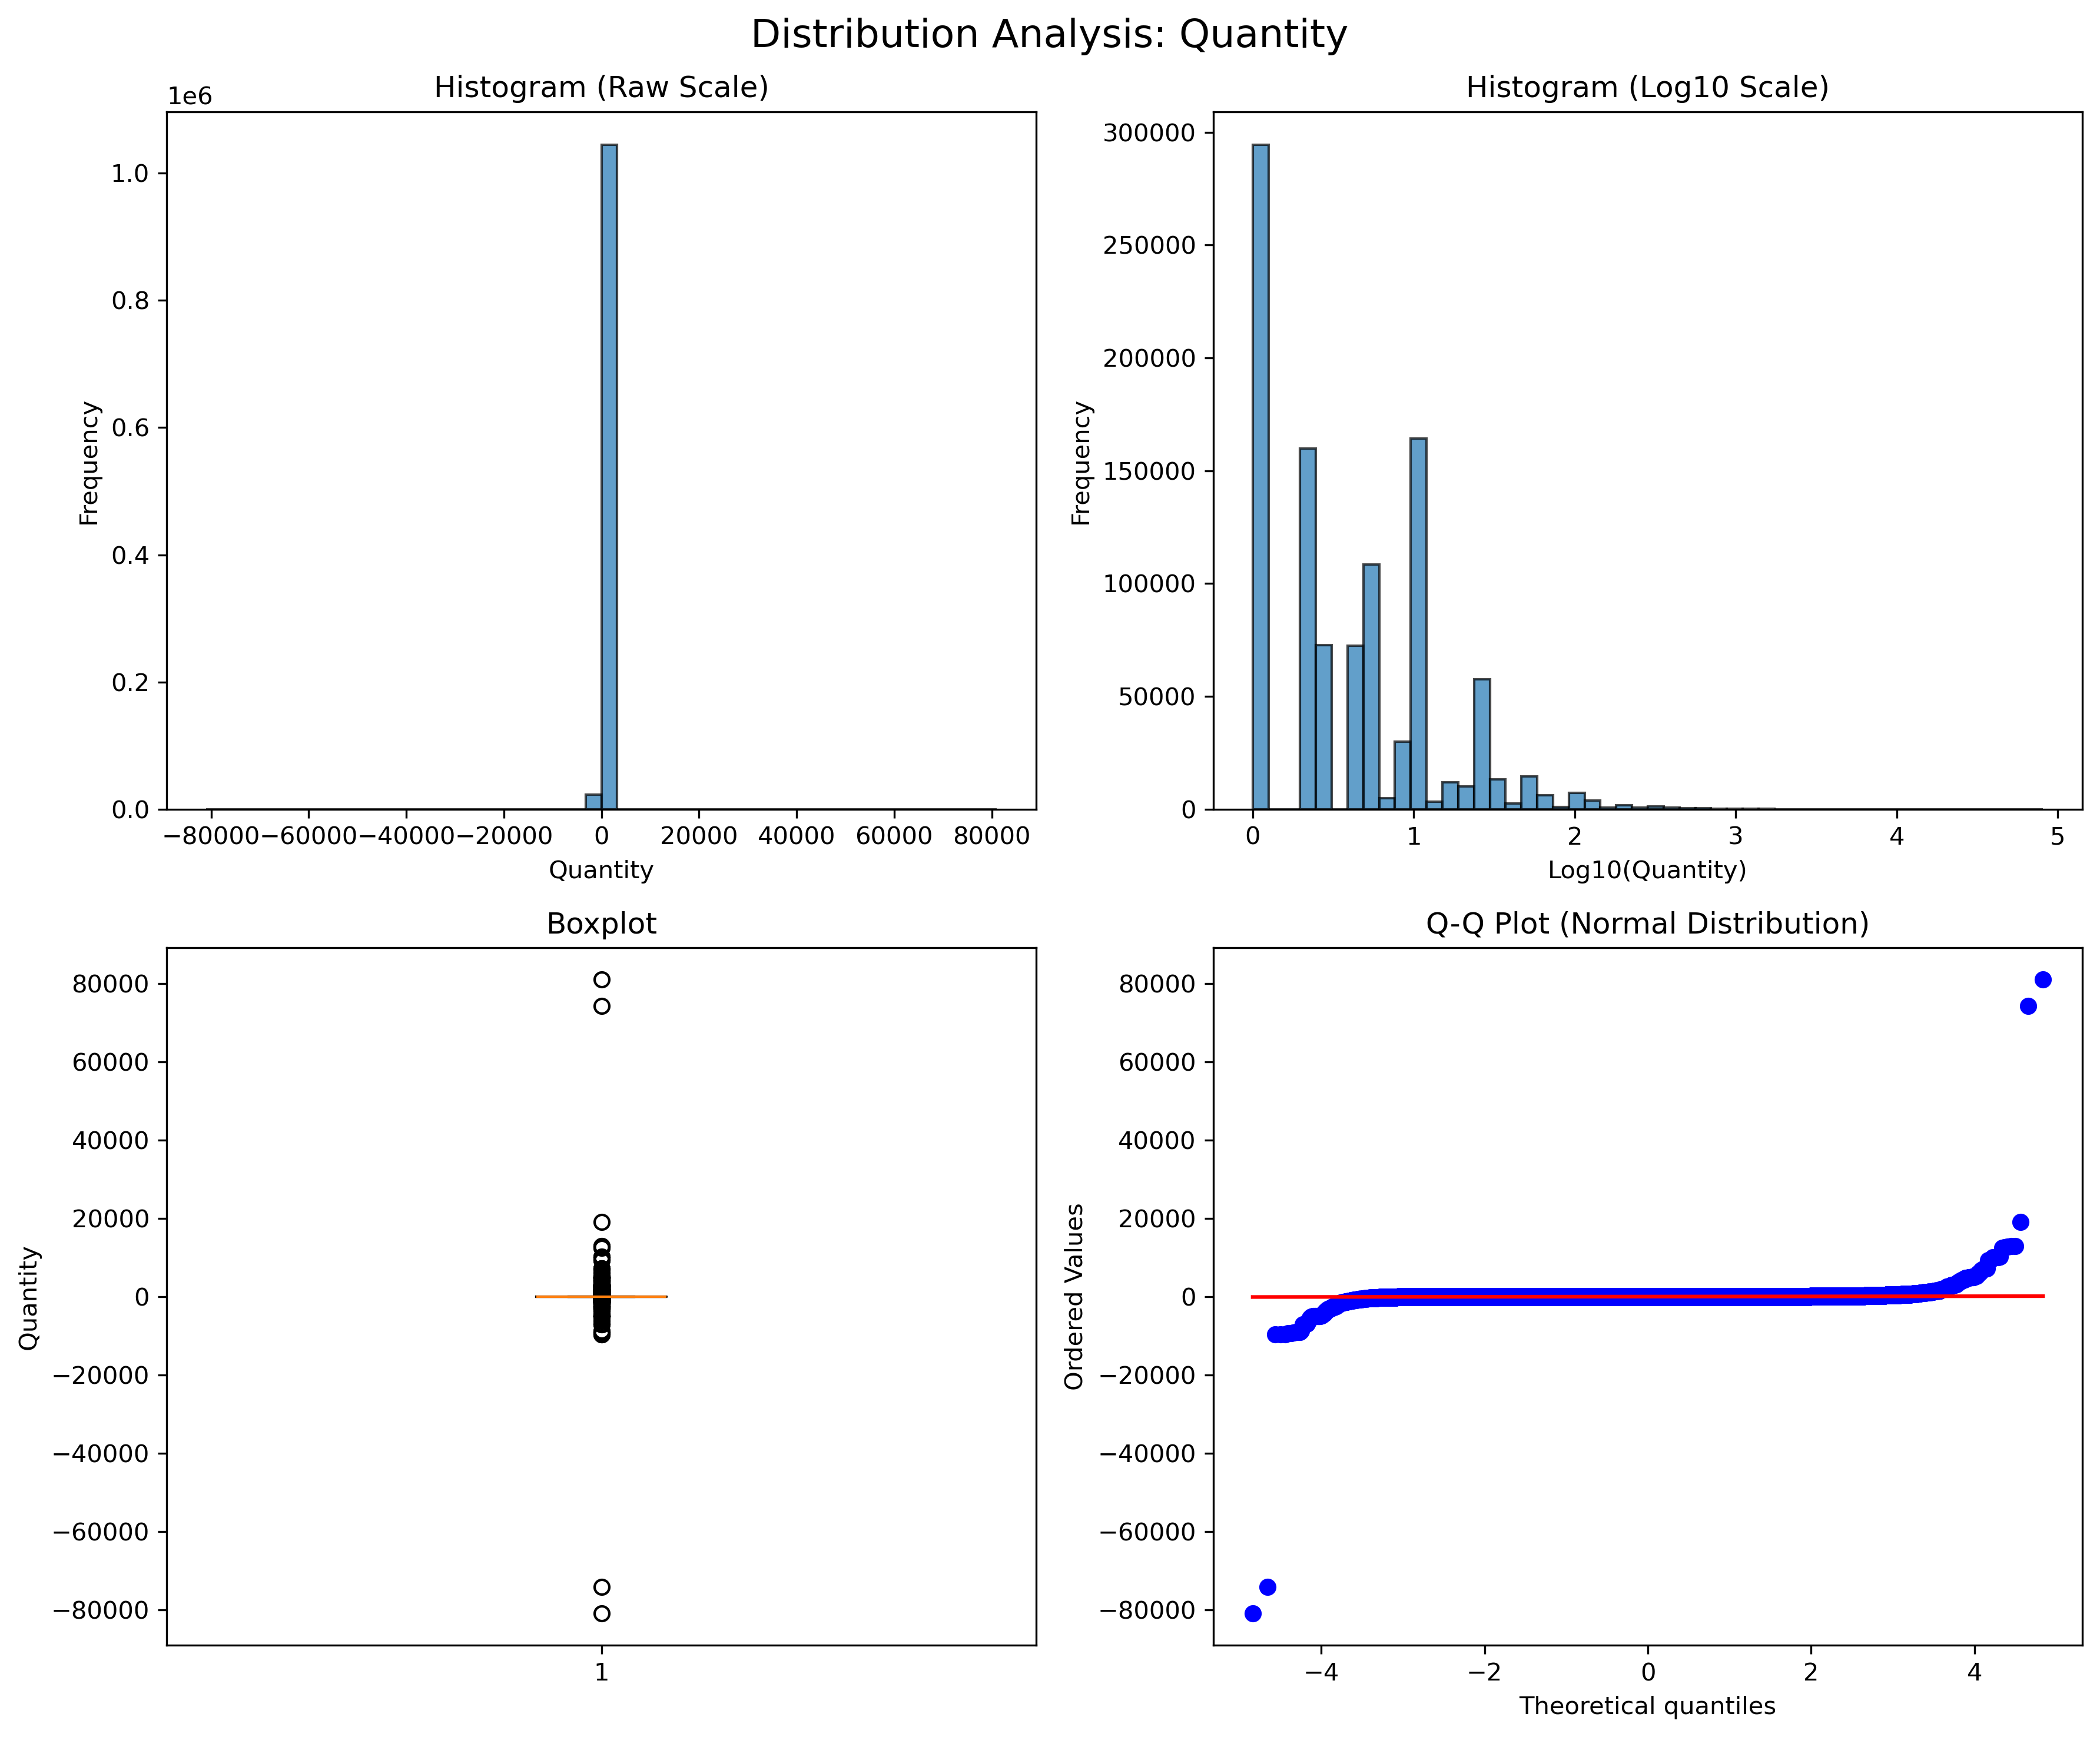 Distribution Analysis: Quantity
Histogram (Raw Scale)
1e6
1.0
0.8
0.6
0.4
0.2
0.0
Frequency
−80000 −60000 −40000 −20000 0 20000 40000 60000 80000
Quantity
Histogram (Log10 Scale)
300000
250000
200000
150000
100000
50000
0
Frequency
0 1 2 3 4 5
Log10(Quantity)
Boxplot
80000
60000
40000
20000
0
−20000
−40000
−60000
−80000
Quantity
1
Q-Q Plot (Normal Distribution)
80000
60000
40000
20000
0
−20000
−40000
−60000
−80000
Ordered Values
−4 −2 0 2 4
Theoretical quantiles